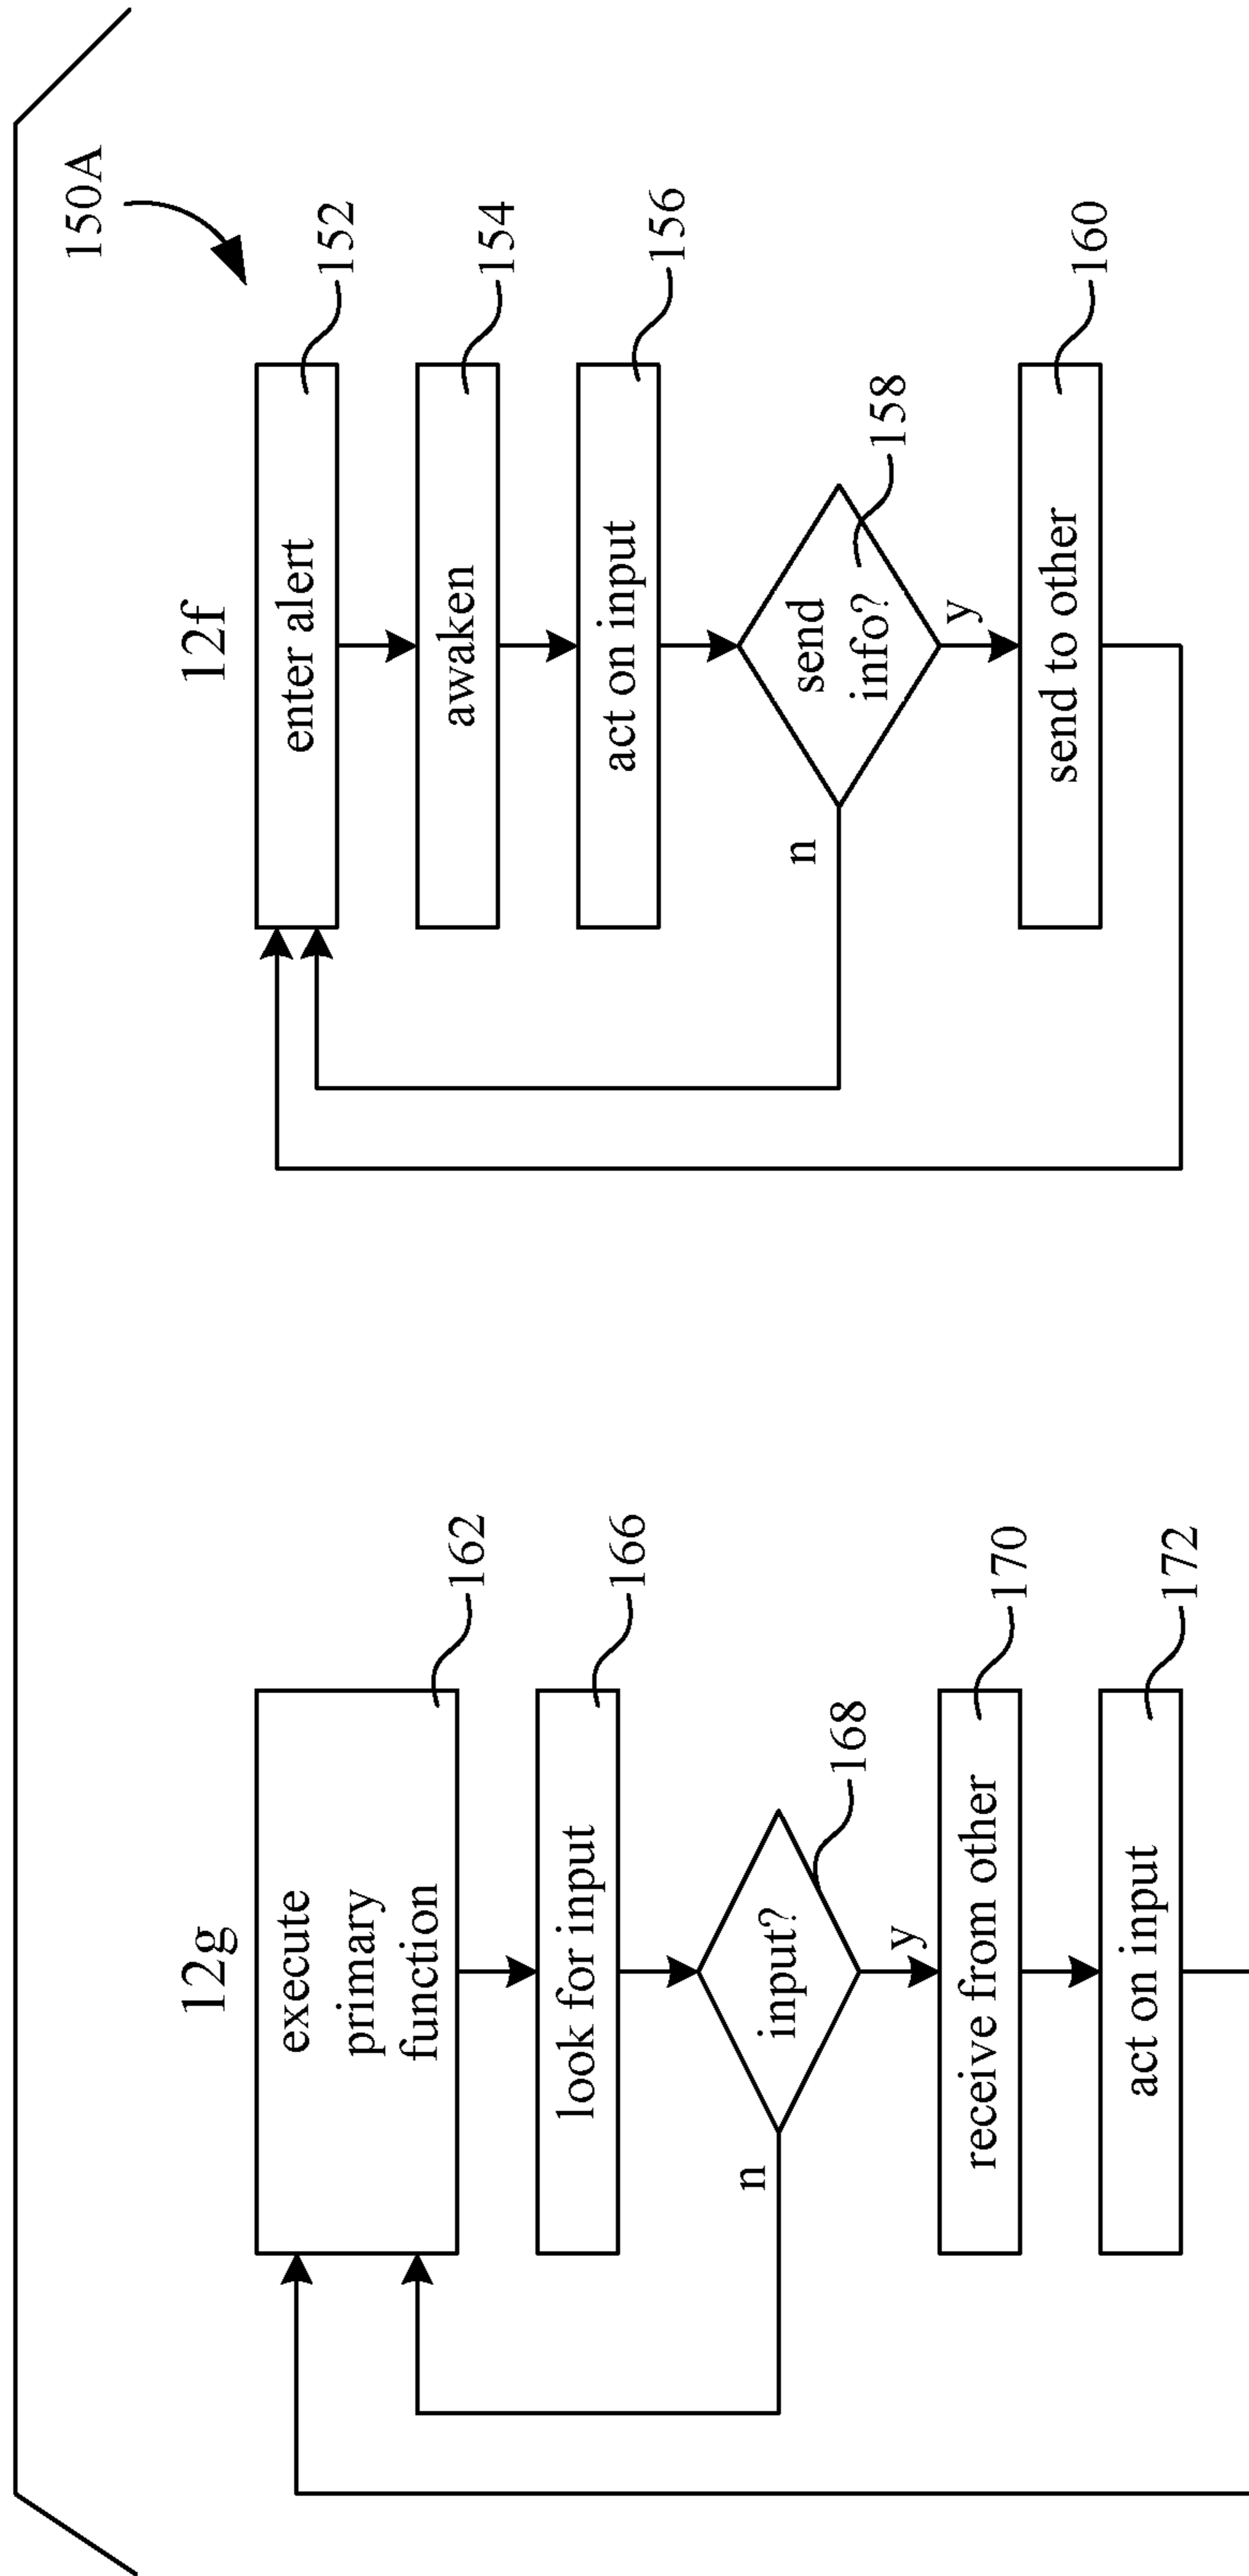 150A
12g
execute
primary
function
162
look for input
166
input?
168
n
y
receive from other
170
act on input
172
12f
enter alert
152
awaken
154
act on input
156
send
info?
158
n
y
send to other
160